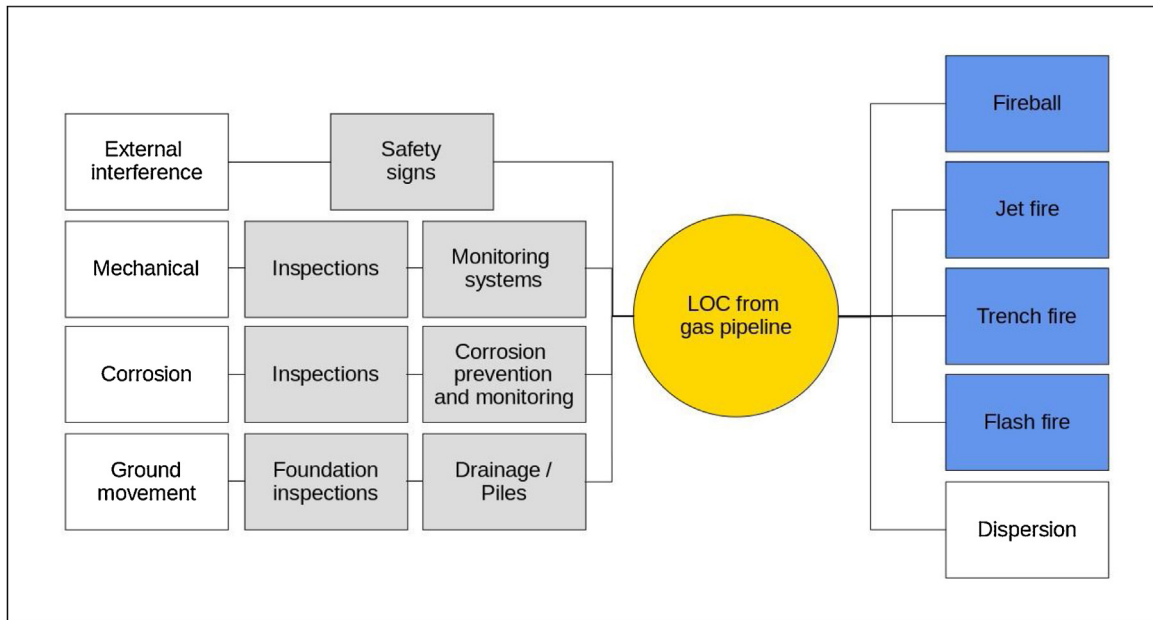 External
interference
Safety
signs
Mechanical
Inspections
Monitoring
systems
Corrosion
Inspections
Corrosion
prevention
and monitoring
Ground
movement
Foundation
inspections
Drainage /
Piles
LOC from
gas pipeline
Fireball
Jet fire
Trench fire
Flash fire
Dispersion